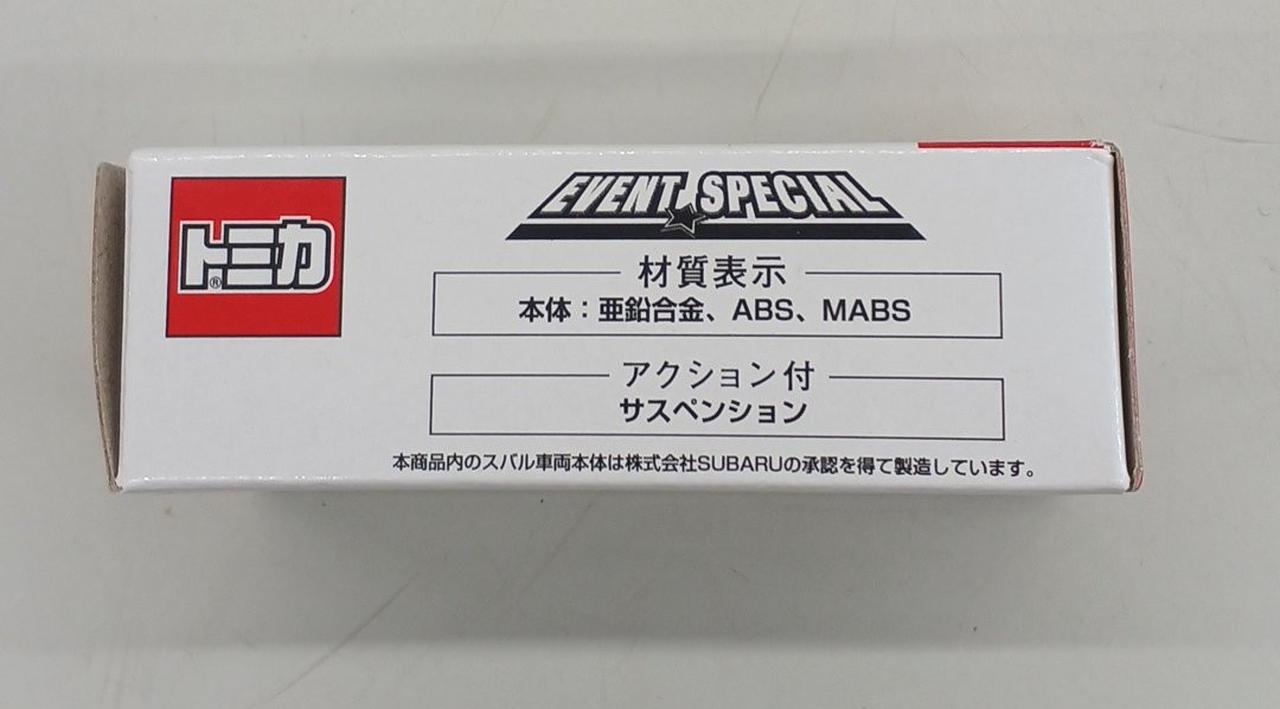 トミカ®
EVENT★SPECIAL
材質表示
本体：亜鉛合金、ABS、MABS
アクション付
サスペンション
本商品内のスバル車両本体は株式会社SUBARUの承認を得て製造しています。